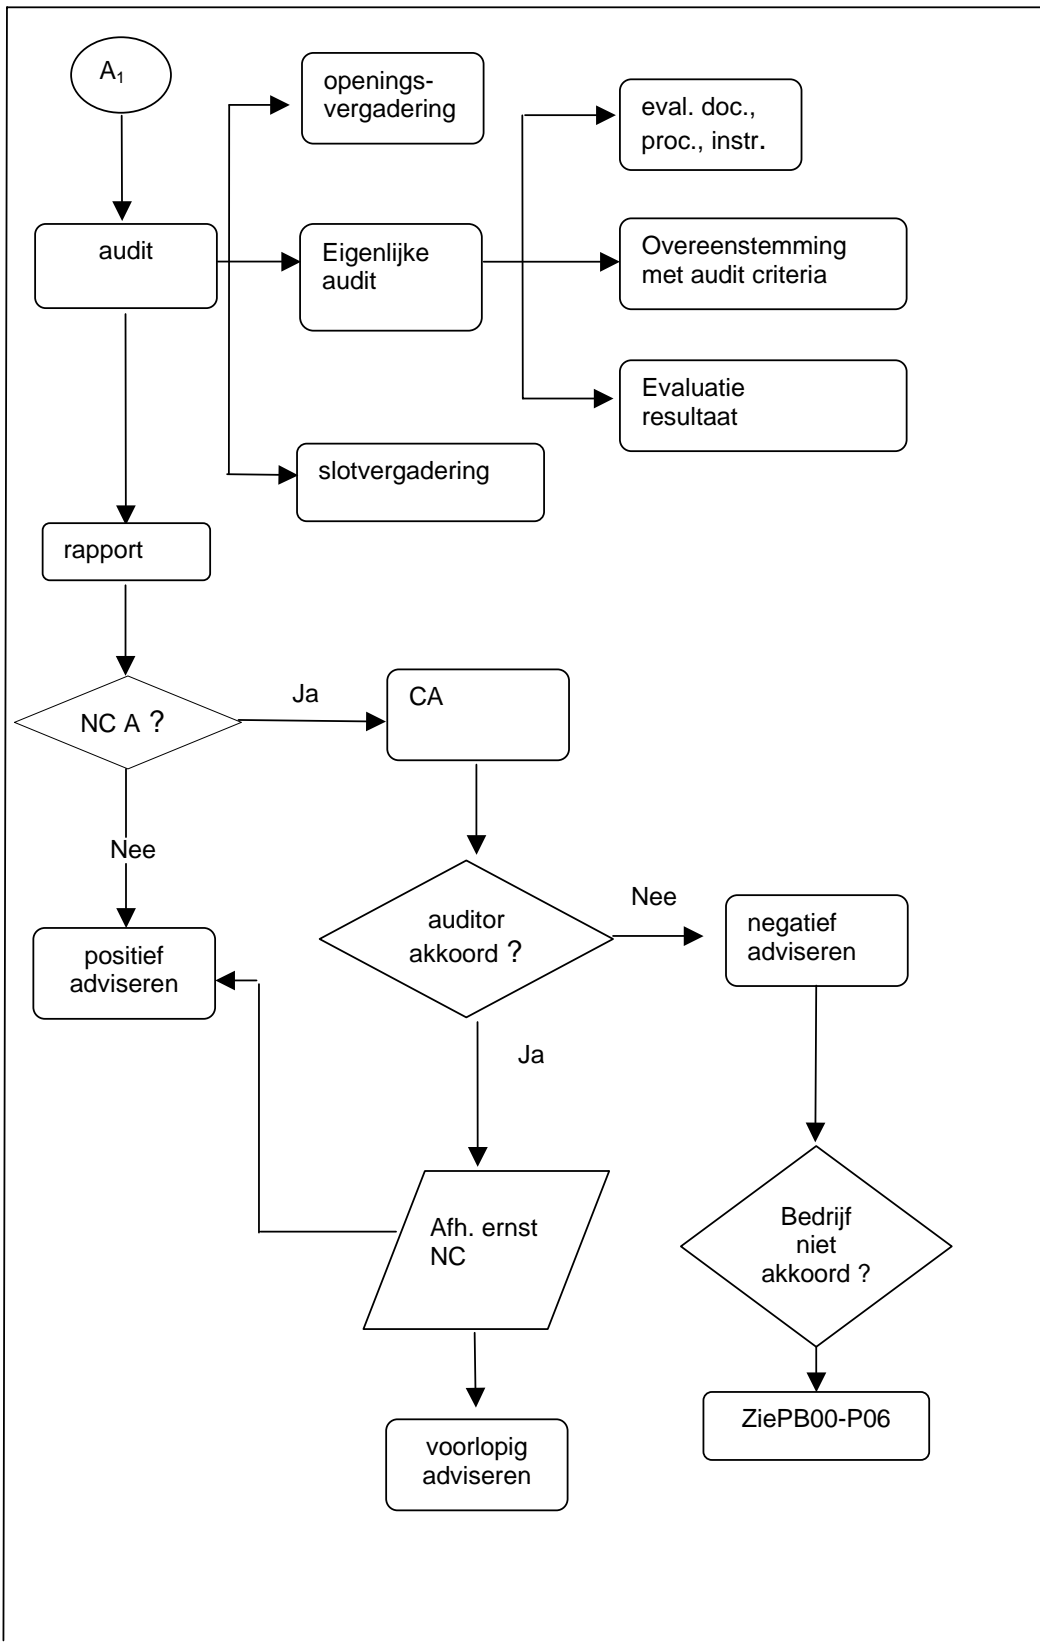 A₁
openings-
vergadering
eval. doc.,
proc., instr.
audit
Eigenlijke
audit
Overeenstemming
met audit criteria
Evaluatie
resultaat
slotvergadering
rapport
NC A ?
Ja
CA
Nee
positief
adviseren
auditor
akkoord ?
Nee
negatief
adviseren
Ja
Afh. ernst
NC
Bedrijf
niet
akkoord ?
voorlopig
adviseren
ZiePB00-P06